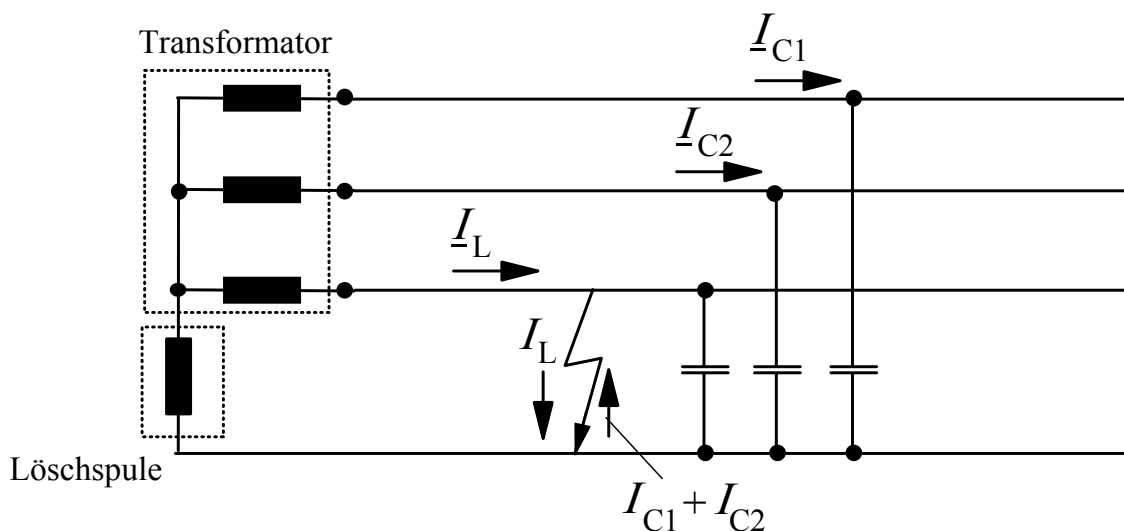 Transformator
I_C1
I_C2
I_L
I_L
Löschspule
I_C1 + I_C2